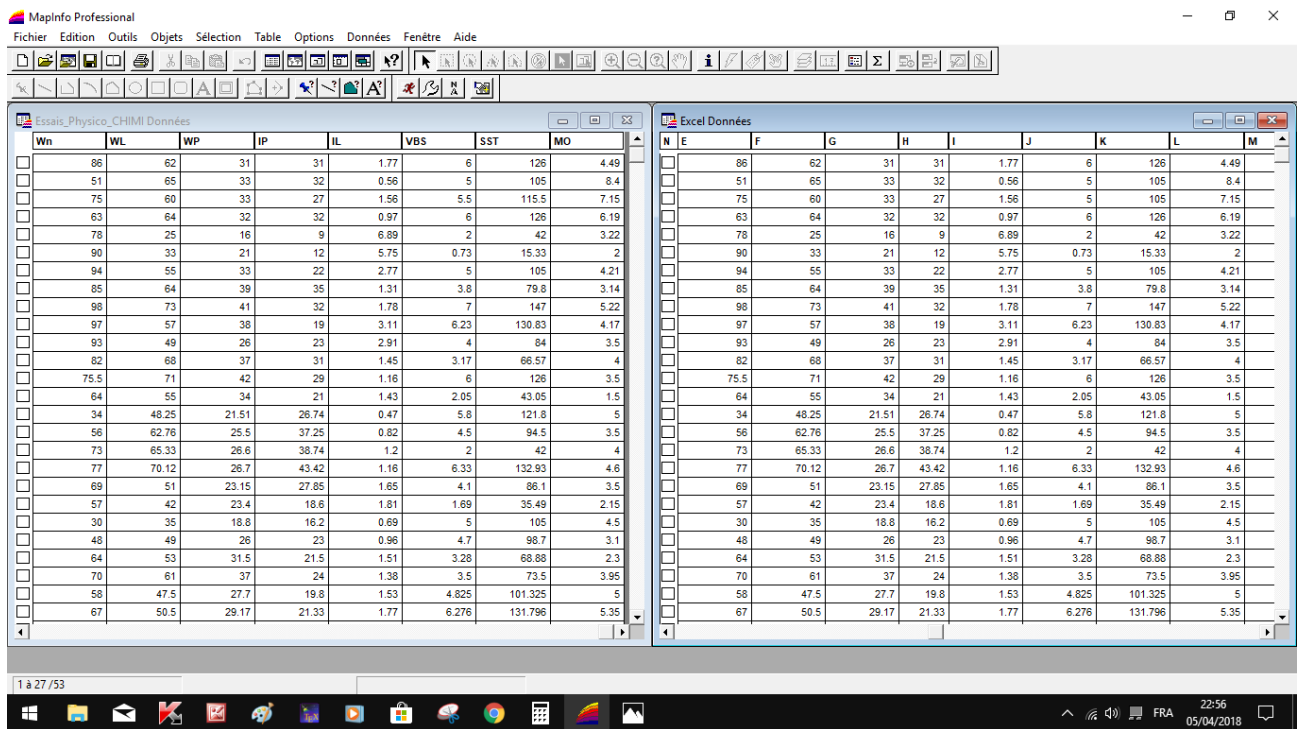 MapInfo Professional
Fichier Edition Outils Objets Sélection Table Options Données Fenêtre Aide
Essais_Physico_CHIMI Données
Wn WL WP IP IL VBS SST MO
86 62 31 31 1.77 6 126 4.49
51 65 33 32 0.56 5 105 8.4
75 60 33 27 1.56 5.5 115.5 7.15
63 64 32 32 0.97 6 126 6.19
78 25 16 9 6.89 2 42 3.22
90 33 21 12 5.75 0.73 15.33 2
94 55 33 22 2.77 5 105 4.21
85 64 39 35 1.31 3.8 79.8 3.14
98 73 41 32 1.78 7 147 5.22
97 57 38 19 3.11 6.23 130.83 4.17
93 49 26 23 2.91 4 84 3.5
82 68 37 31 1.45 3.17 66.57 4
75.5 71 42 29 1.16 6 126 3.5
64 55 34 21 1.43 2.05 43.05 1.5
34 48.25 21.51 26.74 0.47 5.8 121.8 5
56 62.76 25.5 37.25 0.82 4.5 94.5 3.5
73 65.33 26.6 38.74 1.2 2 42 4
77 70.12 26.7 43.42 1.16 6.33 132.93 4.6
69 51 23.15 27.85 1.65 4.1 86.1 3.5
57 42 23.4 18.6 1.81 1.69 35.49 2.15
30 35 18.8 16.2 0.69 5 105 4.5
48 49 26 23 0.96 4.7 98.7 3.1
64 53 31.5 21.5 1.51 3.28 68.88 2.3
70 61 37 24 1.38 3.5 73.5 3.95
58 47.5 27.7 19.8 1.53 4.825 101.325 5
67 50.5 29.17 21.33 1.77 6.276 131.796 5.35
Excel Données
N E F G H I J K L M
86 62 31 31 1.77 6 126 4.49
51 65 33 32 0.56 5 105 8.4
75 60 33 27 1.56 5 105 7.15
63 64 32 32 0.97 6 126 6.19
78 25 16 9 6.89 2 42 3.22
90 33 21 12 5.75 0.73 15.33 2
94 55 33 22 2.77 5 105 4.21
85 64 39 35 1.31 3.8 79.8 3.14
98 73 41 32 1.78 7 147 5.22
97 57 38 19 3.11 6.23 130.83 4.17
93 49 26 23 2.91 4 84 3.5
82 68 37 31 1.45 3.17 66.57 4
75.5 71 42 29 1.16 6 126 3.5
64 55 34 21 1.43 2.05 43.05 1.5
34 48.25 21.51 26.74 0.47 5.8 121.8 5
56 62.76 25.5 37.25 0.82 4.5 94.5 3.5
73 65.33 26.6 38.74 1.2 2 42 4
77 70.12 26.7 43.42 1.16 6.33 132.93 4.6
69 51 23.15 27.85 1.65 4.1 86.1 3.5
57 42 23.4 18.6 1.81 1.69 35.49 2.15
30 35 18.8 16.2 0.69 5 105 4.5
48 49 26 23 0.96 4.7 98.7 3.1
64 53 31.5 21.5 1.51 3.28 68.88 2.3
70 61 37 24 1.38 3.5 73.5 3.95
58 47.5 27.7 19.8 1.53 4.825 101.325 5
67 50.5 29.17 21.33 1.77 6.276 131.796 5.35
1 à 27 /53
FRA
22:56
05/04/2018